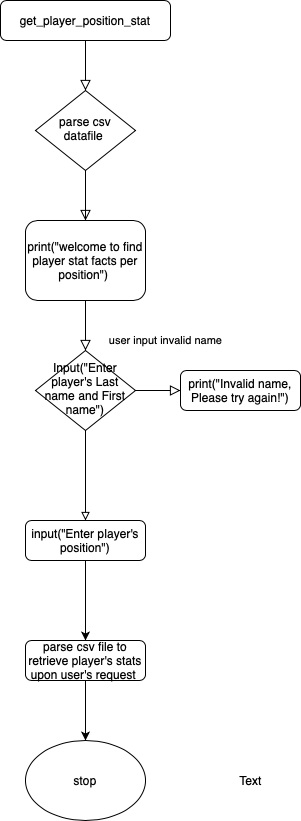 get_player_position_stat
parse csv
datafile
print("welcome to find
player stat facts per
position")
user input invalid name
Input("Enter
player's Last
name and First
name")
print("Invalid name,
Please try again!")
input("Enter player's
position")
parse csv file to
retrieve player's stats
upon user's request
stop
Text